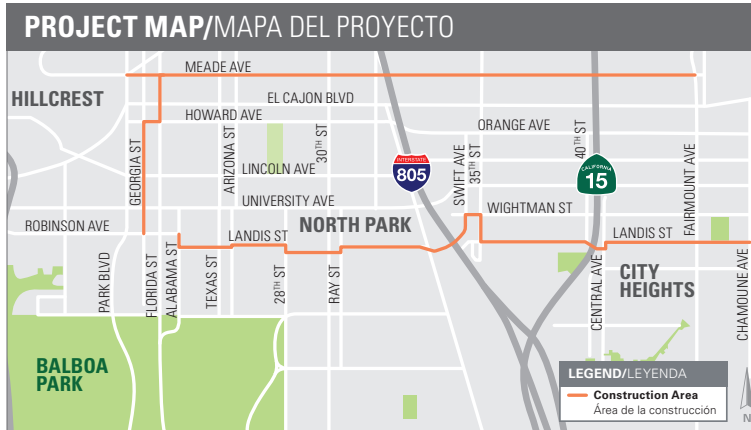 PROJECT MAP/MAPA DEL PROYECTO
MEADE AVE
HILLCREST
EL CAJON BLVD
HOWARD AVE
ORANGE AVE
GEORGIA ST
ARIZONA ST
30TH ST
SWIFT AVE
35TH ST
40TH ST
FAIRMOUNT AVE
INTERSTATE
805
CALIFORNIA
15
LINCOLN AVE
UNIVERSITY AVE
WIGHTMAN ST
ROBINSON AVE
NORTH PARK
LANDIS ST
LANDIS ST
PARK BLVD
FLORIDA ST
ALABAMA ST
TEXAS ST
28TH ST
RAY ST
CENTRAL AVE
CITY
HEIGHTS
CHAMOUNE AVE
BALBOA
PARK
LEGEND/LEYENDA
Construction Area
Área de la construcción
N